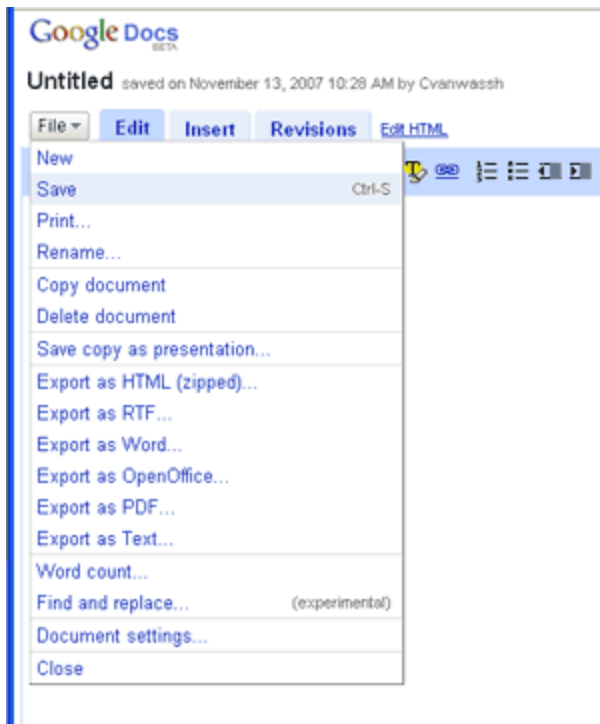 Google Docs
BETA
Untitled saved on November 13, 2007 10:28 AM by Cvanwassh
File Edit Insert Revisions Edit HTML
New
Save Ctrl-S
Print...
Rename...
Copy document
Delete document
Save copy as presentation...
Export as HTML (zipped)...
Export as RTF...
Export as Word...
Export as OpenOffice...
Export as PDF...
Export as Text...
Word count...
Find and replace... (experimental)
Document settings...
Close